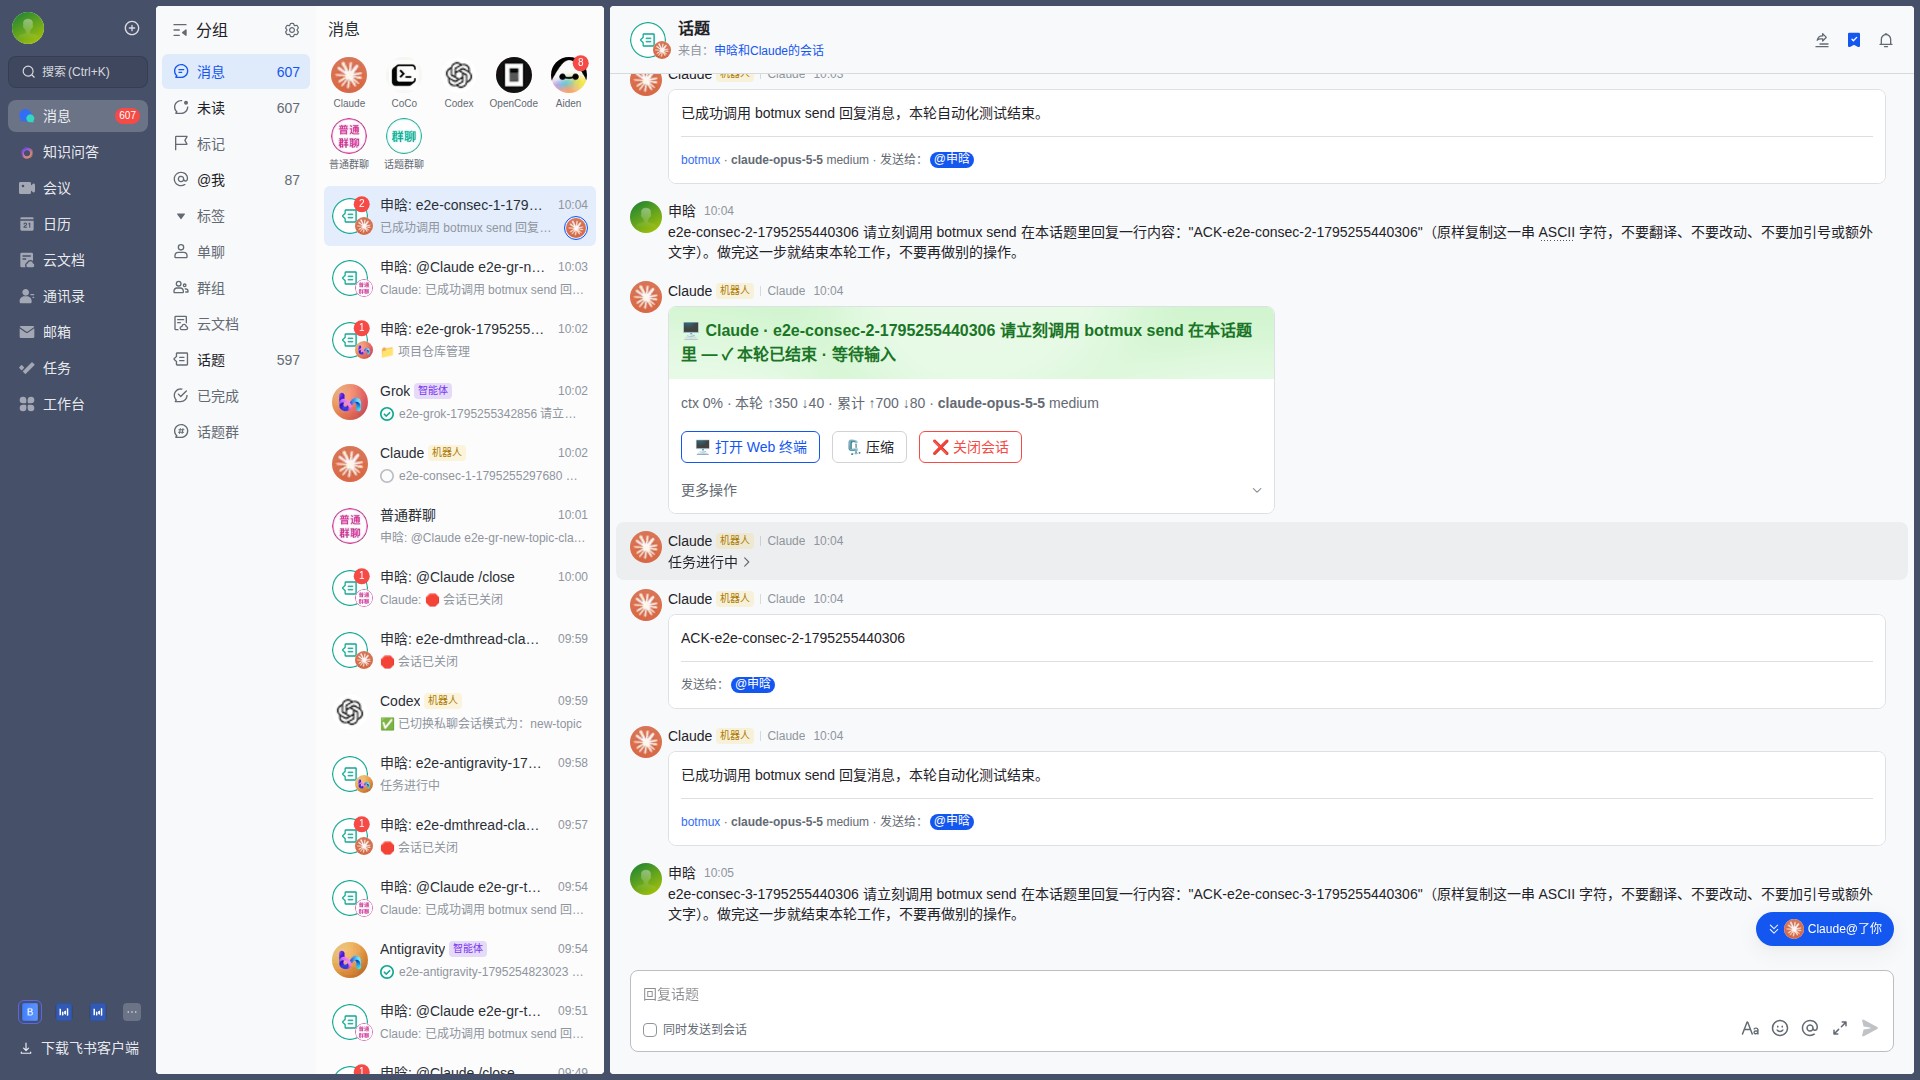 搜索 (Ctrl+K)
消息 607
知识问答
会议
日历
云文档
通讯录
邮箱
任务
工作台
下载飞书客户端
分组
消息 607
未读 607
标记
@我 87
标签
单聊
群组
云文档
话题 597
已完成
话题群
消息
Claude
CoCo
Codex
OpenCode
8
Aiden
普通群聊
普通群聊
群聊
话题群聊
2
申晗: e2e-consec-1-179… 10:04
已成功调用 botmux send 回复…
申晗: @Claude e2e-gr-n… 10:03
Claude: 已成功调用 botmux send 回…
1
申晗: e2e-grok-1795255… 10:02
📁 项目仓库管理
Grok 智能体 10:02
e2e-grok-1795255342856 请立…
Claude 机器人 10:02
e2e-consec-1-1795255297680 …
普通群聊
普通群聊 10:01
申晗: @Claude e2e-gr-new-topic-cla…
1
申晗: @Claude /close 10:00
Claude: 🛑 会话已关闭
申晗: e2e-dmthread-cla… 09:59
🛑 会话已关闭
Codex 机器人 09:59
✅ 已切换私聊会话模式为：new-topic
申晗: e2e-antigravity-17… 09:58
任务进行中
1
申晗: e2e-dmthread-cla… 09:57
🛑 会话已关闭
申晗: @Claude e2e-gr-t… 09:54
Claude: 已成功调用 botmux send 回…
Antigravity 智能体 09:54
e2e-antigravity-1795254823023 …
申晗: @Claude e2e-gr-t… 09:51
Claude: 已成功调用 botmux send 回…
1
申晗: @Claude /close 09:49
话题
来自：申晗和Claude的会话
Claude 机器人 Claude 10:03
已成功调用 botmux send 回复消息，本轮自动化测试结束。
botmux · claude-opus-5-5 medium · 发送给： @申晗
申晗 10:04
e2e-consec-2-1795255440306 请立刻调用 botmux send 在本话题里回复一行内容："ACK-e2e-consec-2-1795255440306"（原样复制这一串 ASCII 字符，不要翻译、不要改动、不要加引号或额外
文字）。做完这一步就结束本轮工作，不要再做别的操作。
Claude 机器人 Claude 10:04
🖥️ Claude · e2e-consec-2-1795255440306 请立刻调用 botmux send 在本话题
里 — ✓ 本轮已结束 · 等待输入
ctx 0% · 本轮 ↑350 ↓40 · 累计 ↑700 ↓80 · claude-opus-5-5 medium
🖥️ 打开 Web 终端 🗜️ 压缩 ❌ 关闭会话
更多操作
Claude 机器人 Claude 10:04
任务进行中
Claude 机器人 Claude 10:04
ACK-e2e-consec-2-1795255440306
发送给： @申晗
Claude 机器人 Claude 10:04
已成功调用 botmux send 回复消息，本轮自动化测试结束。
botmux · claude-opus-5-5 medium · 发送给： @申晗
申晗 10:05
e2e-consec-3-1795255440306 请立刻调用 botmux send 在本话题里回复一行内容："ACK-e2e-consec-3-1795255440306"（原样复制这一串 ASCII 字符，不要翻译、不要改动、不要加引号或额外
文字）。做完这一步就结束本轮工作，不要再做别的操作。
Claude@了你
回复话题
同时发送到会话